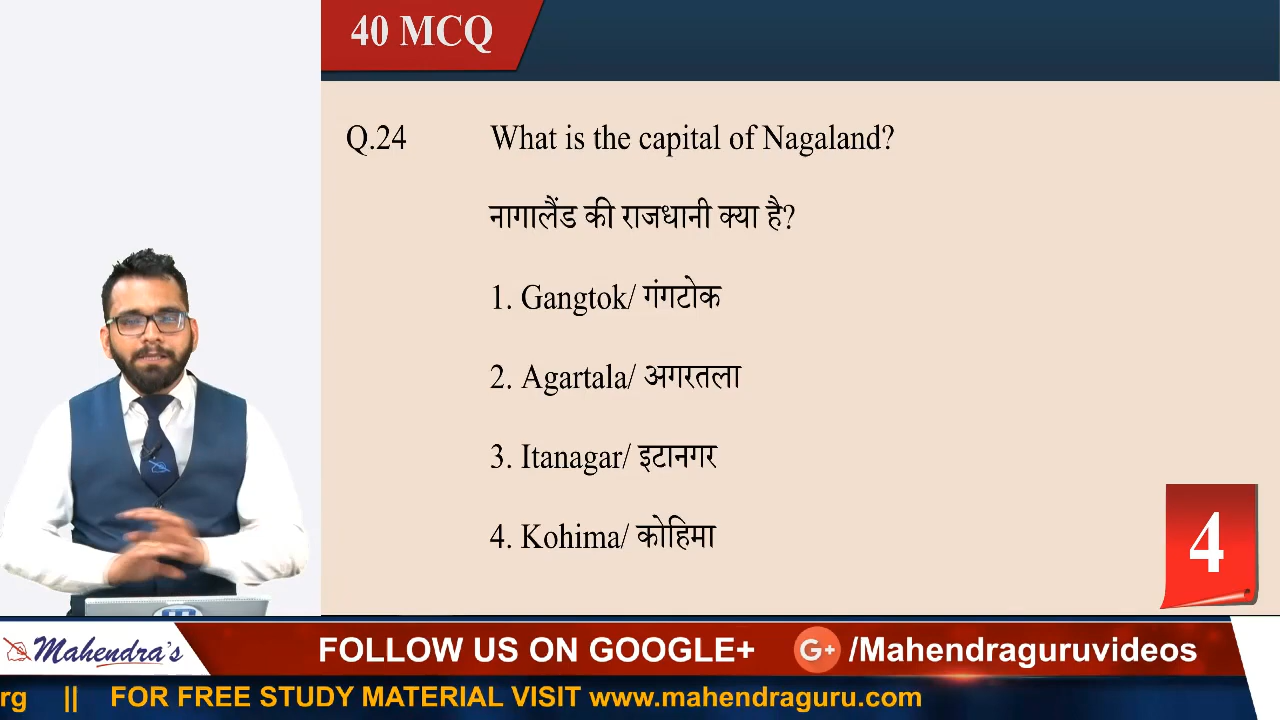 40 MCQ
Q.24 What is the capital of Nagaland?
नागालैंड की राजधानी क्या है?
1. Gangtok/ गंगटोक
2. Agartala/ अगरतला
3. Itanagar/ इटानगर
4. Kohima/ कोहिमा
4
Mahendra's
FOLLOW US ON GOOGLE+ G+ /Mahendraguruvideos
rg || FOR FREE STUDY MATERIAL VISIT www.mahendraguru.com